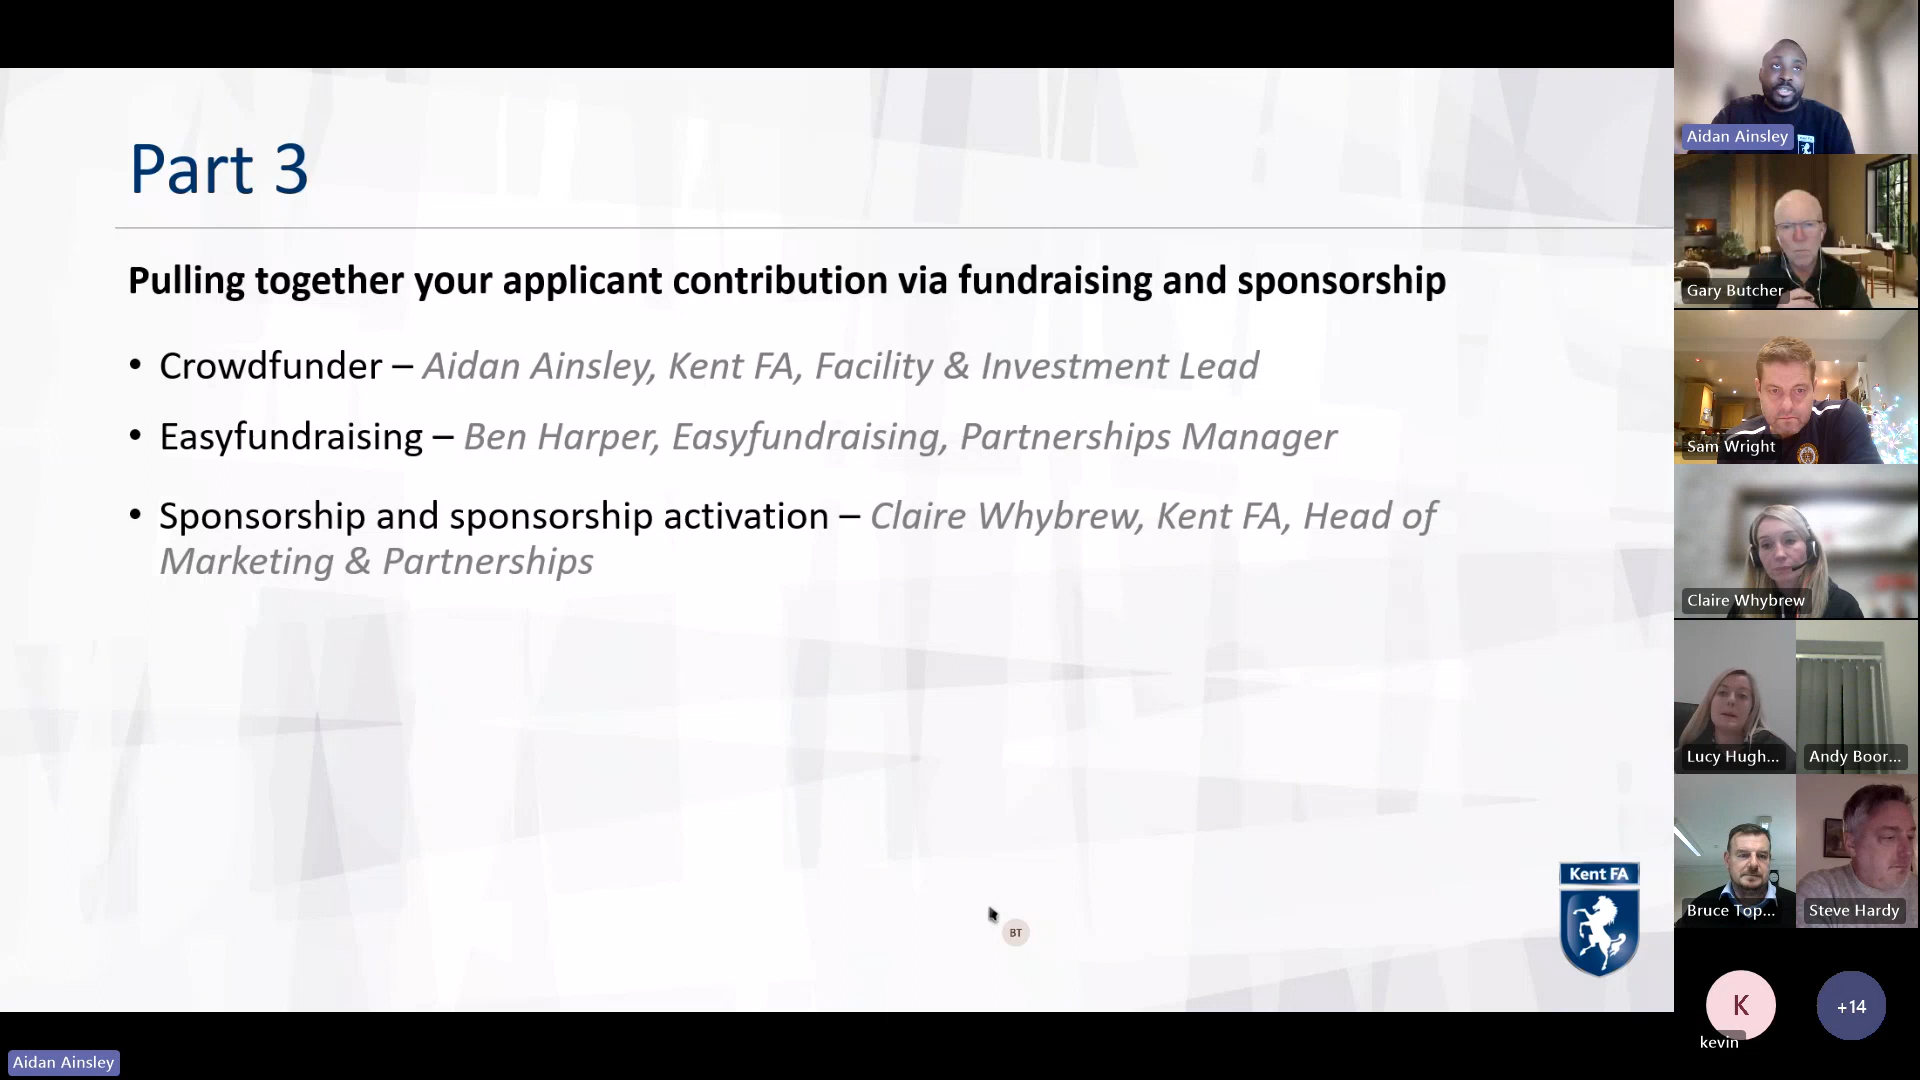 Part 3
Pulling together your applicant contribution via fundraising and sponsorship
• Crowdfunder – Aidan Ainsley, Kent FA, Facility & Investment Lead
• Easyfundraising – Ben Harper, Easyfundraising, Partnerships Manager
• Sponsorship and sponsorship activation – Claire Whybrew, Kent FA, Head of
Marketing & Partnerships
BT
Kent FA
Aidan Ainsley
Aidan Ainsley
Gary Butcher
Sam Wright
Claire Whybrew
Lucy Hugh...
Andy Boor...
Bruce Top...
Steve Hardy
K
kevin
+14